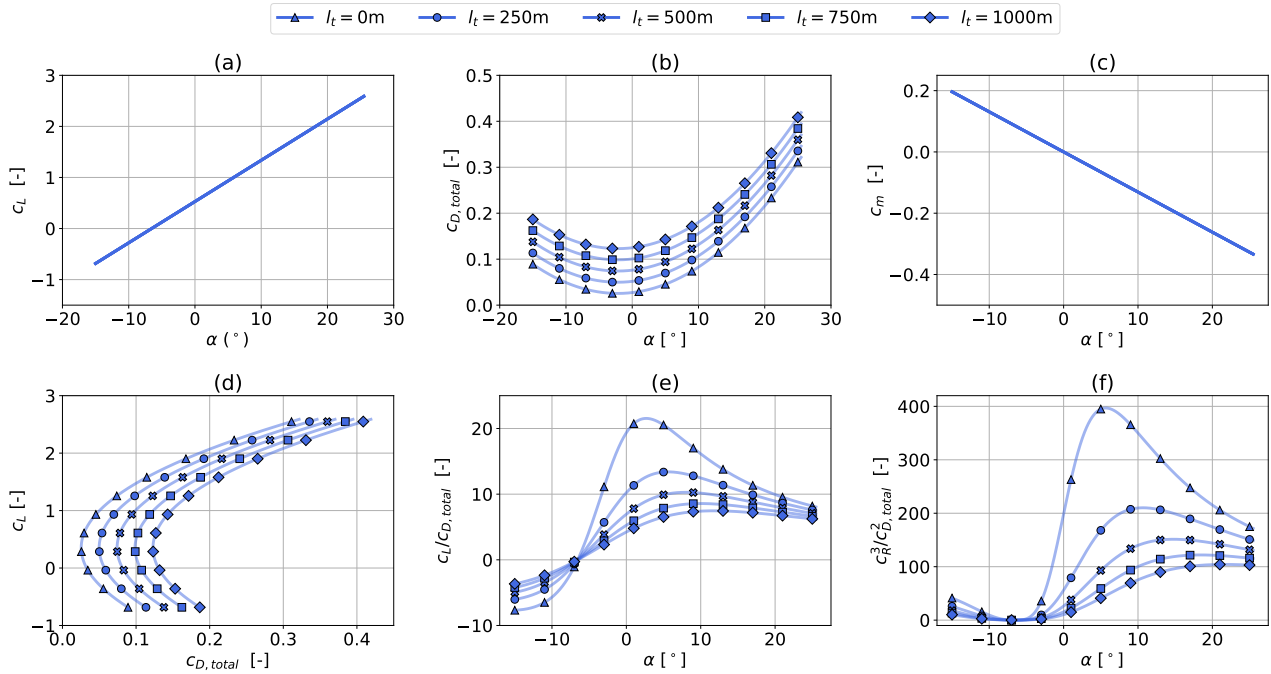 l_t = 0m   l_t = 250m   l_t = 500m   l_t = 750m   l_t = 1000m
(a)
3
2
1
0
−1
c_L [-]
−20 −10 0 10 20 30
α (°)
(b)
0.5
0.4
0.3
0.2
0.1
0.0
c_{D,total} [-]
−20 −10 0 10 20 30
α [°]
(c)
0.2
0.0
−0.2
−0.4
c_m [-]
−10 0 10 20
α [°]
(d)
3
2
1
0
−1
c_L [-]
0.0 0.1 0.2 0.3 0.4
c_{D,total} [-]
(e)
20
10
0
−10
c_L/c_{D,total} [-]
−10 0 10 20
α [°]
(f)
400
300
200
100
0
c_R^3/c_{D,total}^2 [-]
−10 0 10 20
α [°]